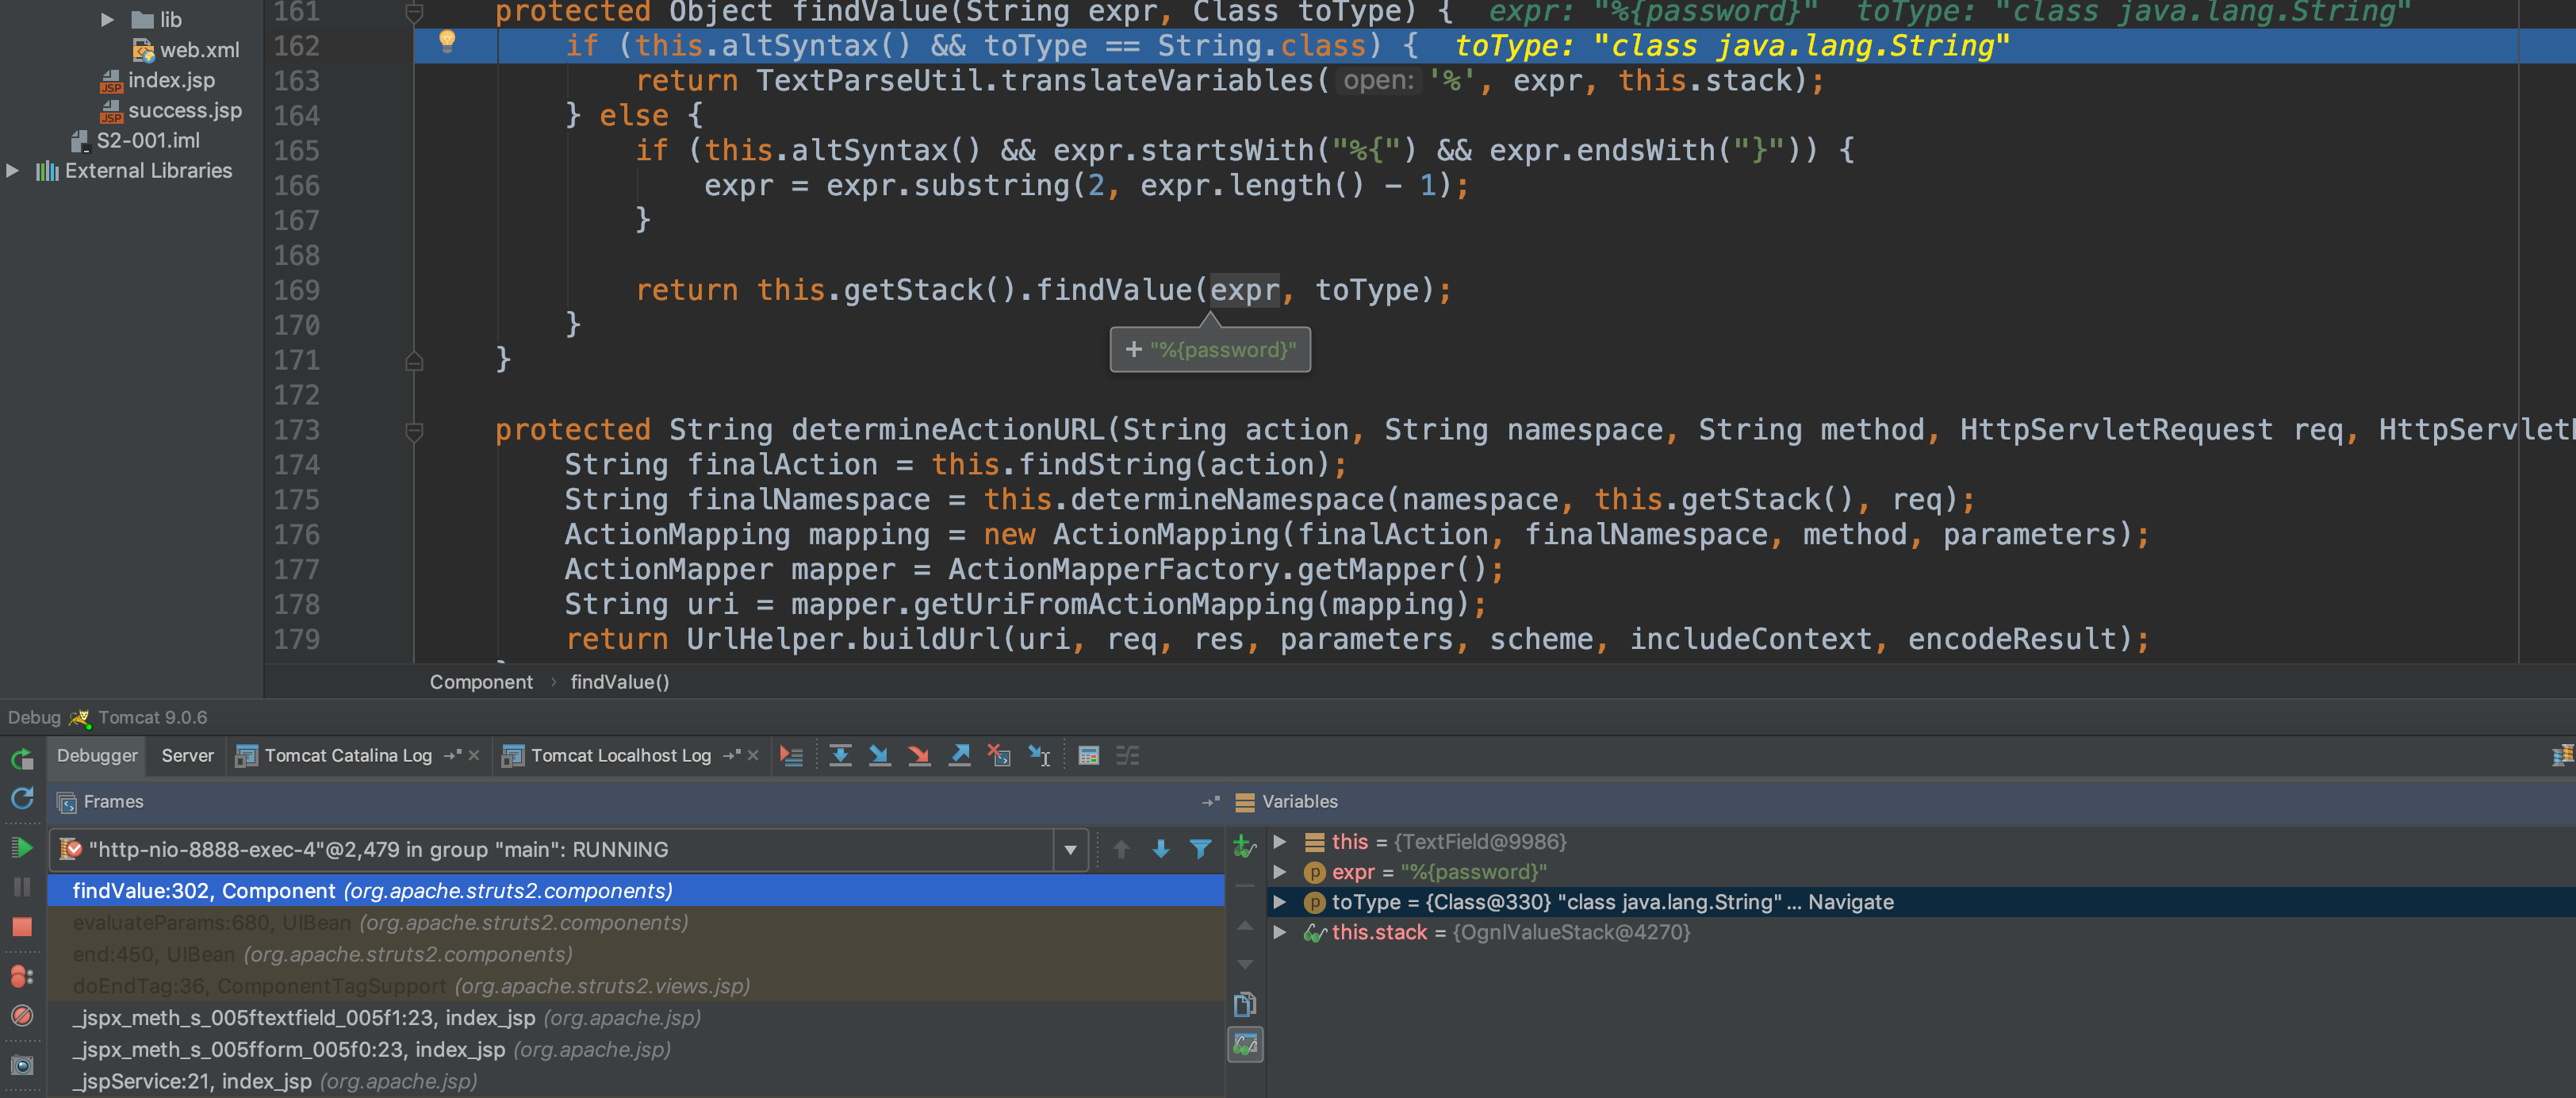 lib
web.xml
index.jsp
success.jsp
S2-001.iml
External Libraries
161 protected Object findValue(String expr, Class toType) { expr: "%{password}" toType: "class java.lang.String"
162 if (this.altSyntax() && toType == String.class) { toType: "class java.lang.String"
163 return TextParseUtil.translateVariables( open: '%', expr, this.stack);
164 } else {
165 if (this.altSyntax() && expr.startsWith("%{") && expr.endsWith("}")) {
166 expr = expr.substring(2, expr.length() - 1);
167 }
168
169 return this.getStack().findValue(expr, toType);
170 }
+ "%{password}"
171 }
172
173 protected String determineActionURL(String action, String namespace, String method, HttpServletRequest req, HttpServlet
174 String finalAction = this.findString(action);
175 String finalNamespace = this.determineNamespace(namespace, this.getStack(), req);
176 ActionMapping mapping = new ActionMapping(finalAction, finalNamespace, method, parameters);
177 ActionMapper mapper = ActionMapperFactory.getMapper();
178 String uri = mapper.getUriFromActionMapping(mapping);
179 return UrlHelper.buildUrl(uri, req, res, parameters, scheme, includeContext, encodeResult);
Component › findValue()
Debug Tomcat 9.0.6
Debugger Server Tomcat Catalina Log Tomcat Localhost Log
Frames
"http-nio-8888-exec-4"@2,479 in group "main": RUNNING
findValue:302, Component (org.apache.struts2.components)
evaluateParams:680, UIBean (org.apache.struts2.components)
end:450, UIBean (org.apache.struts2.components)
doEndTag:36, ComponentTagSupport (org.apache.struts2.views.jsp)
_jspx_meth_s_005ftextfield_005f1:23, index_jsp (org.apache.jsp)
_jspx_meth_s_005fform_005f0:23, index_jsp (org.apache.jsp)
_jspService:21, index_jsp (org.apache.jsp)
Variables
this = {TextField@9986}
expr = "%{password}"
toType = {Class@330} "class java.lang.String" ... Navigate
this.stack = {OgnlValueStack@4270}